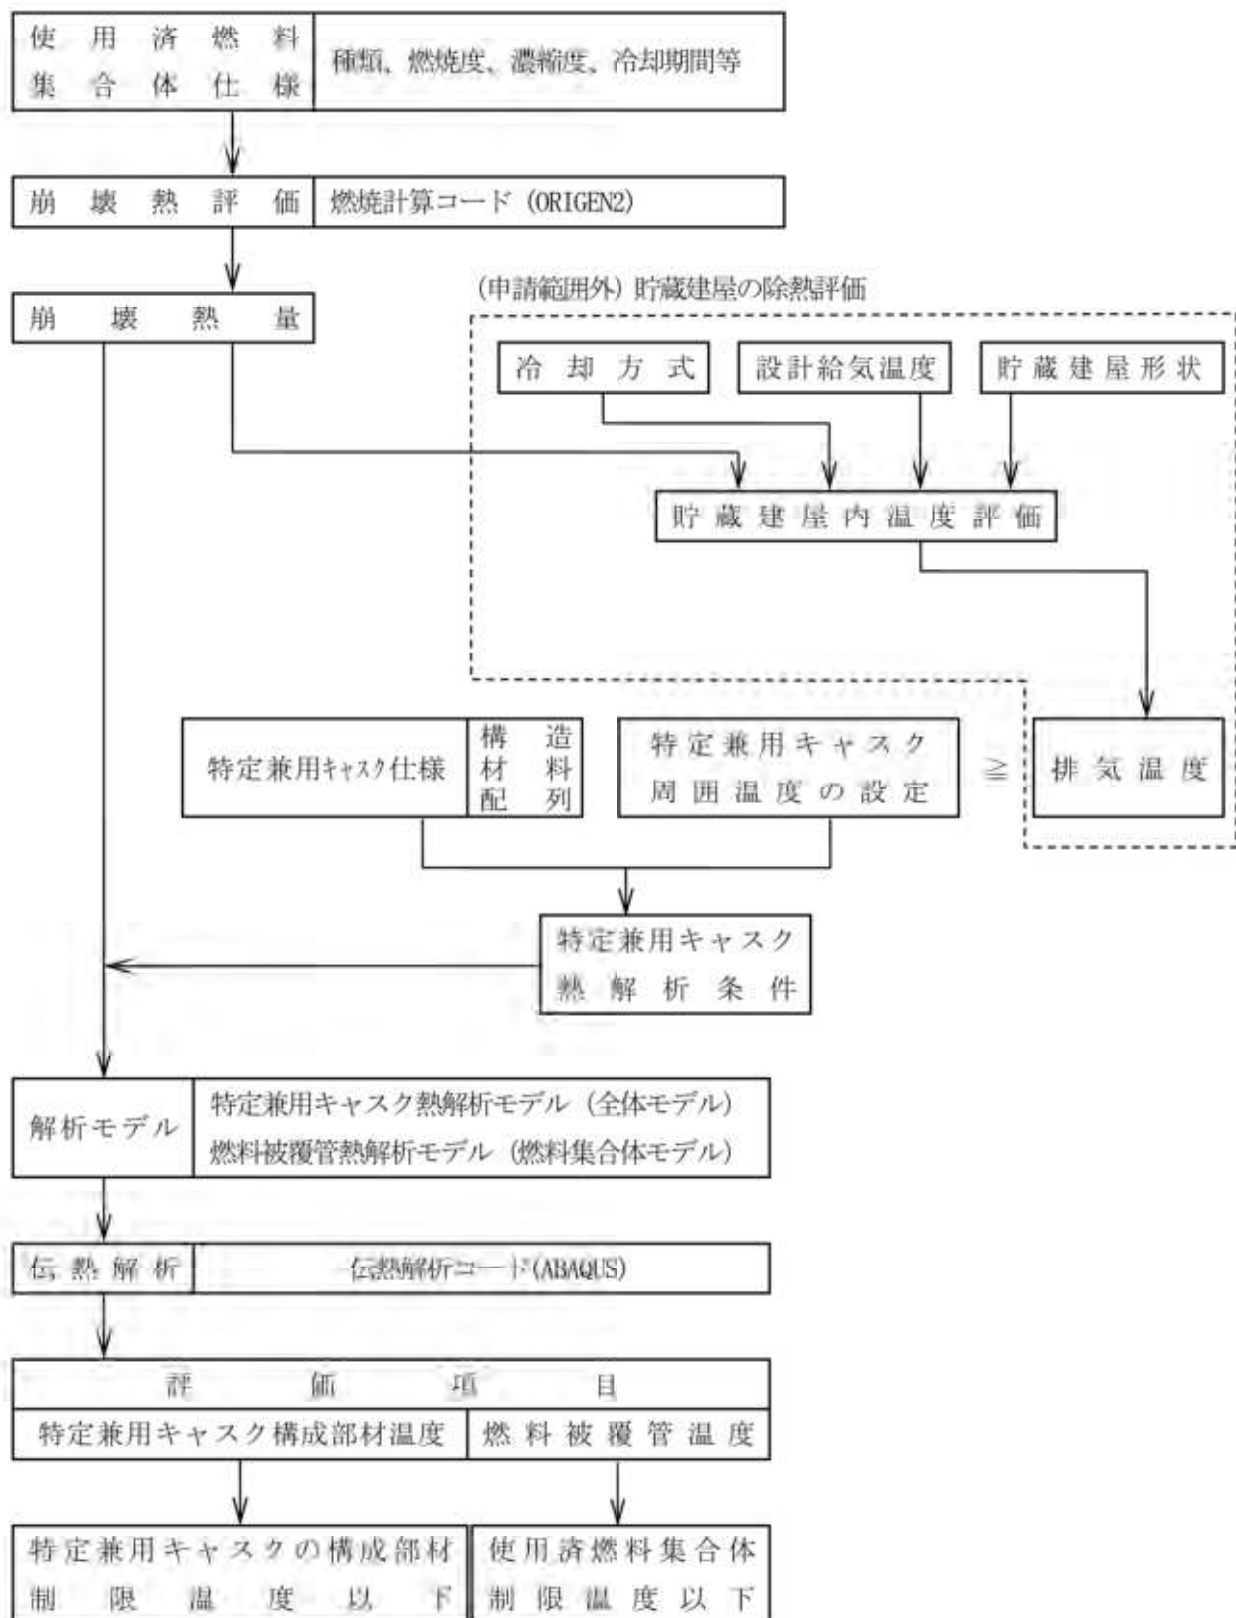 使用済燃料
集合体仕様
種類、燃焼度、濃縮度、冷却期間等
崩壊熱評価
燃焼計算コード（ORIGEN2）
崩壊熱量
（申請範囲外）貯蔵建屋の除熱評価
冷却方式
設計給気温度
貯蔵建屋形状
貯蔵建屋内温度評価
特定兼用キャスク仕様
構造
材料
配列
特定兼用キャスク
周囲温度の設定
≧
排気温度
特定兼用キャスク
熱解析条件
解析モデル
特定兼用キャスク熱解析モデル（全体モデル）
燃料被覆管熱解析モデル（燃料集合体モデル）
伝熱解析
伝熱解析コード(ABAQUS)
評価項目
特定兼用キャスク構成部材温度
燃料被覆管温度
特定兼用キャスクの構成部材
制限温度以下
使用済燃料集合体
制限温度以下